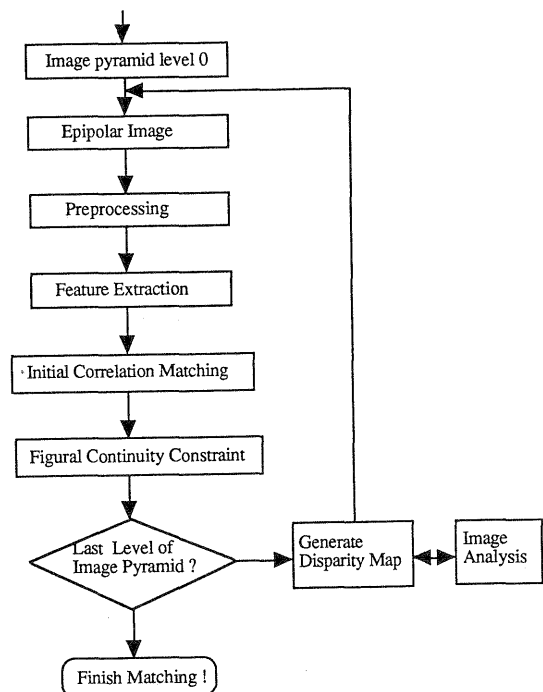 Image pyramid level 0
Epipolar Image
Preprocessing
Feature Extraction
Initial Correlation Matching
Figural Continuity Constraint
Last Level of
Image Pyramid ?
Generate
Disparity Map
Image
Analysis
Finish Matching !